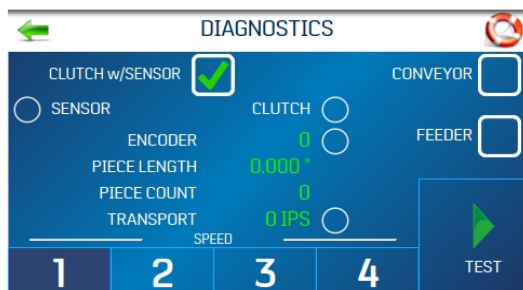 DIAGNOSTICS
CLUTCH w/SENSOR CONVEYOR
SENSOR CLUTCH
ENCODER 0 FEEDER
PIECE LENGTH 0.000 "
PIECE COUNT 0
TRANSPORT 0 IPS
SPEED
1 2 3 4 TEST